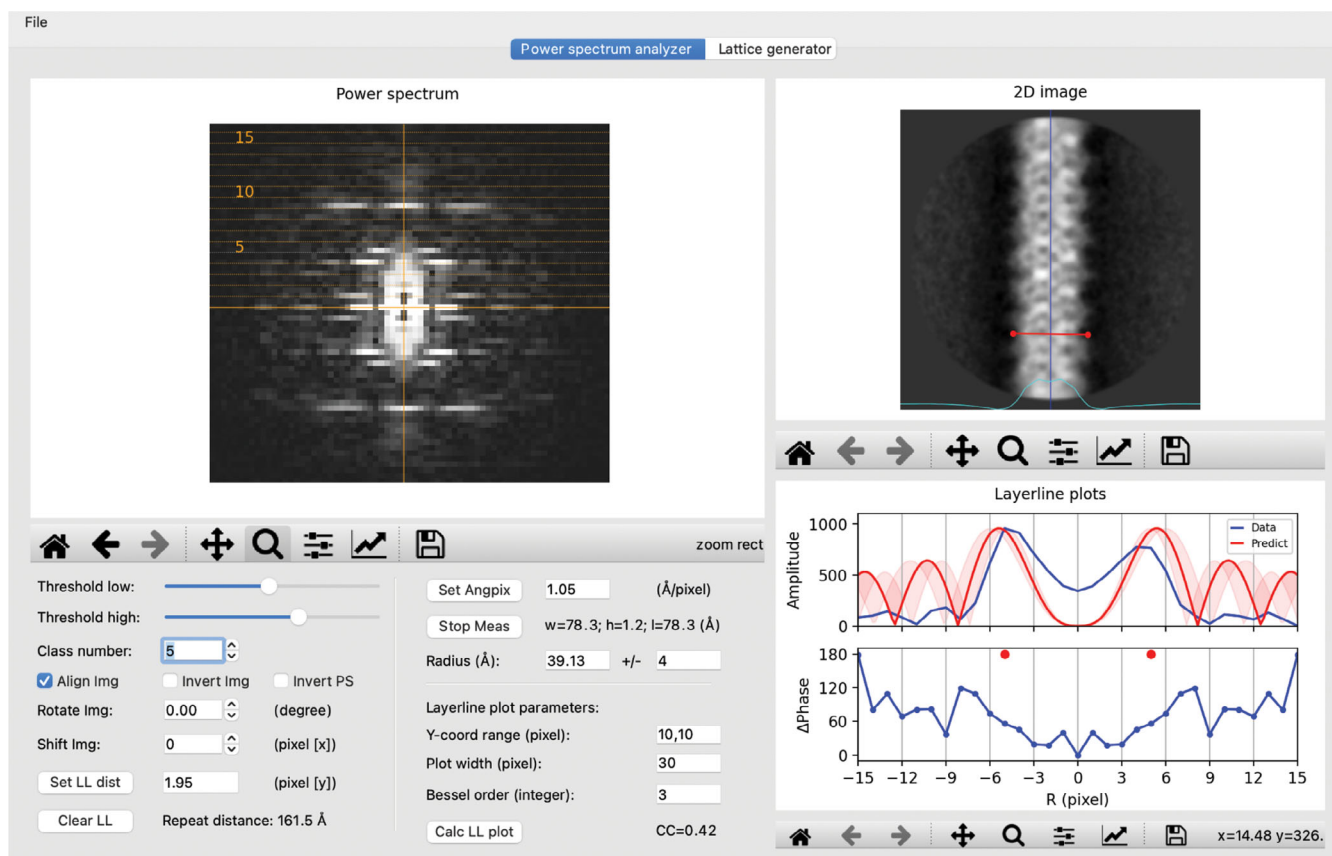 File
Power spectrum analyzer Lattice generator
Power spectrum
15
10
5
zoom rect
Threshold low:
Threshold high:
Class number: 5
Align Img Invert Img Invert PS
Rotate Img: 0.00 (degree)
Shift Img: 0 (pixel [x])
Set LL dist 1.95 (pixel [y])
Clear LL Repeat distance: 161.5 Å
Set Angpix 1.05 (Å/pixel)
Stop Meas w=78.3; h=1.2; l=78.3 (Å)
Radius (Å): 39.13 +/- 4
Layerline plot parameters:
Y-coord range (pixel): 10,10
Plot width (pixel): 30
Bessel order (integer): 3
Calc LL plot CC=0.42
2D image
Layerline plots
Amplitude
1000
500
0
Data
Predict
ΔPhase
180
120
60
0
−15 −12 −9 −6 −3 0 3 6 9 12 15
R (pixel)
x=14.48 y=326.